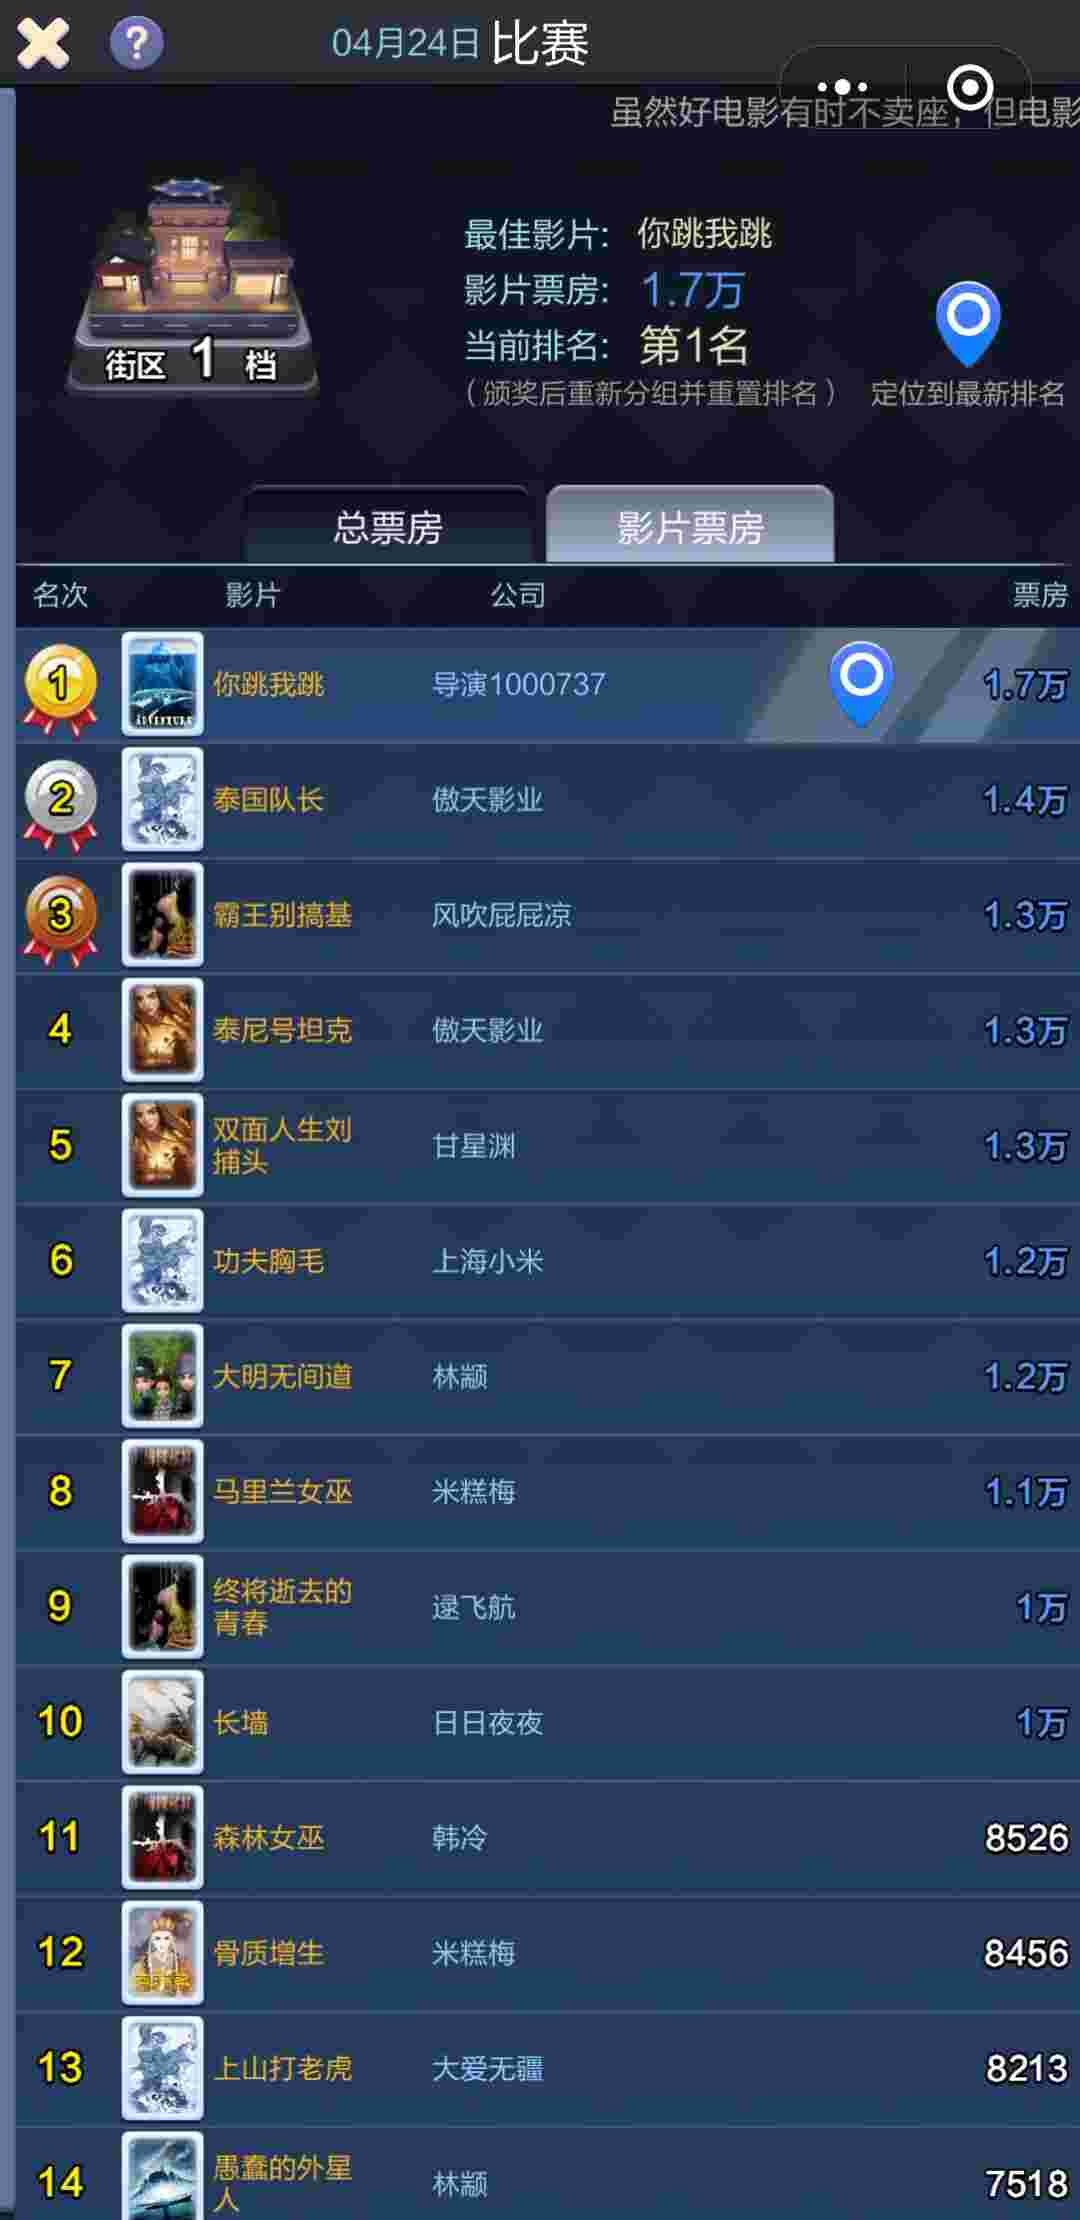 ?
04月24日 比赛
虽然好电影有时不卖座，但电影
最佳影片: 你跳我跳
影片票房: 1.7万
当前排名: 第1名
（颁奖后重新分组并重置排名）
定位到最新排名
街区 1 档
总票房 影片票房
名次 影片 公司 票房
1 你跳我跳 导演1000737 1.7万
2 泰国队长 傲天影业 1.4万
3 霸王别搞基 风吹屁屁凉 1.3万
4 泰尼号坦克 傲天影业 1.3万
5 双面人生刘
捕头 甘星渊 1.3万
6 功夫胸毛 上海小米 1.2万
7 大明无间道 林颛 1.2万
8 马里兰女巫 米糕梅 1.1万
9 终将逝去的
青春 逯飞航 1万
10 长墙 日日夜夜 1万
11 森林女巫 韩冷 8526
12 骨质增生 米糕梅 8456
13 上山打老虎 大爱无疆 8213
14 愚蠢的外星
人 林颛 7518